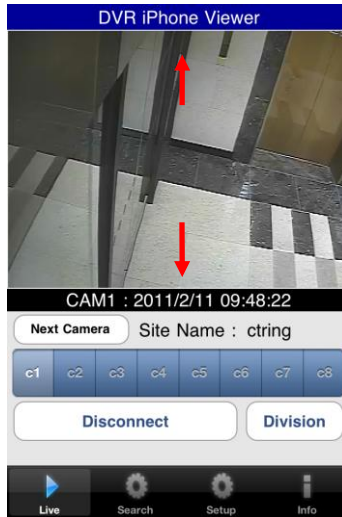 DVR iPhone Viewer
CAM1 : 2011/2/11 09:48:22
Next Camera Site Name : ctring
c1 c2 c3 c4 c5 c6 c7 c8
Disconnect Division
Live Search Setup Info